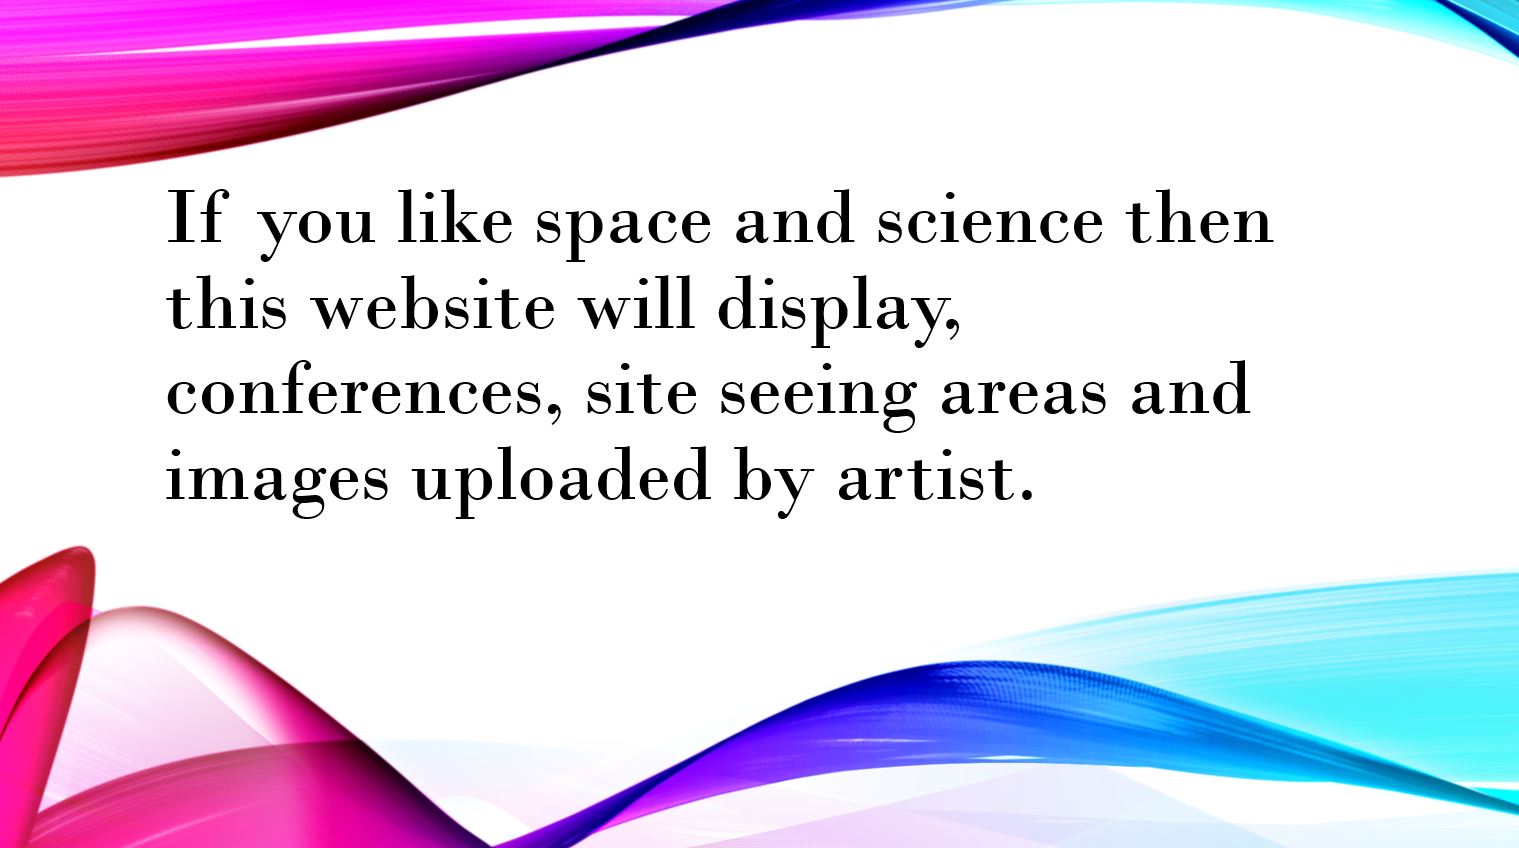 If you like space and science then
this website will display,
conferences, site seeing areas and
images uploaded by artist.